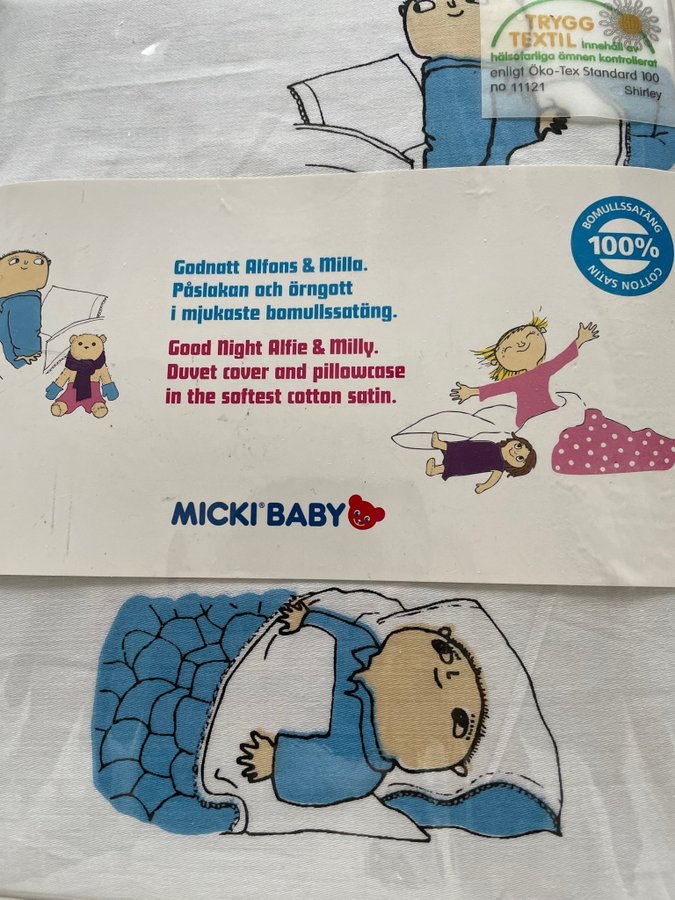 TRYGG
TEXTIL Innehåll av
hälsofarliga ämnen kontrollerat
enligt Öko-Tex Standard 100
no 11121 Shirley
BOMULLSSATÄNG
100%
COTTON SATIN
Godnatt Alfons & Milla.
Påslakan och örngott
i mjukaste bomullssatäng.
Good Night Alfie & Milly.
Duvet cover and pillowcase
in the softest cotton satin.
MICKI® BABY